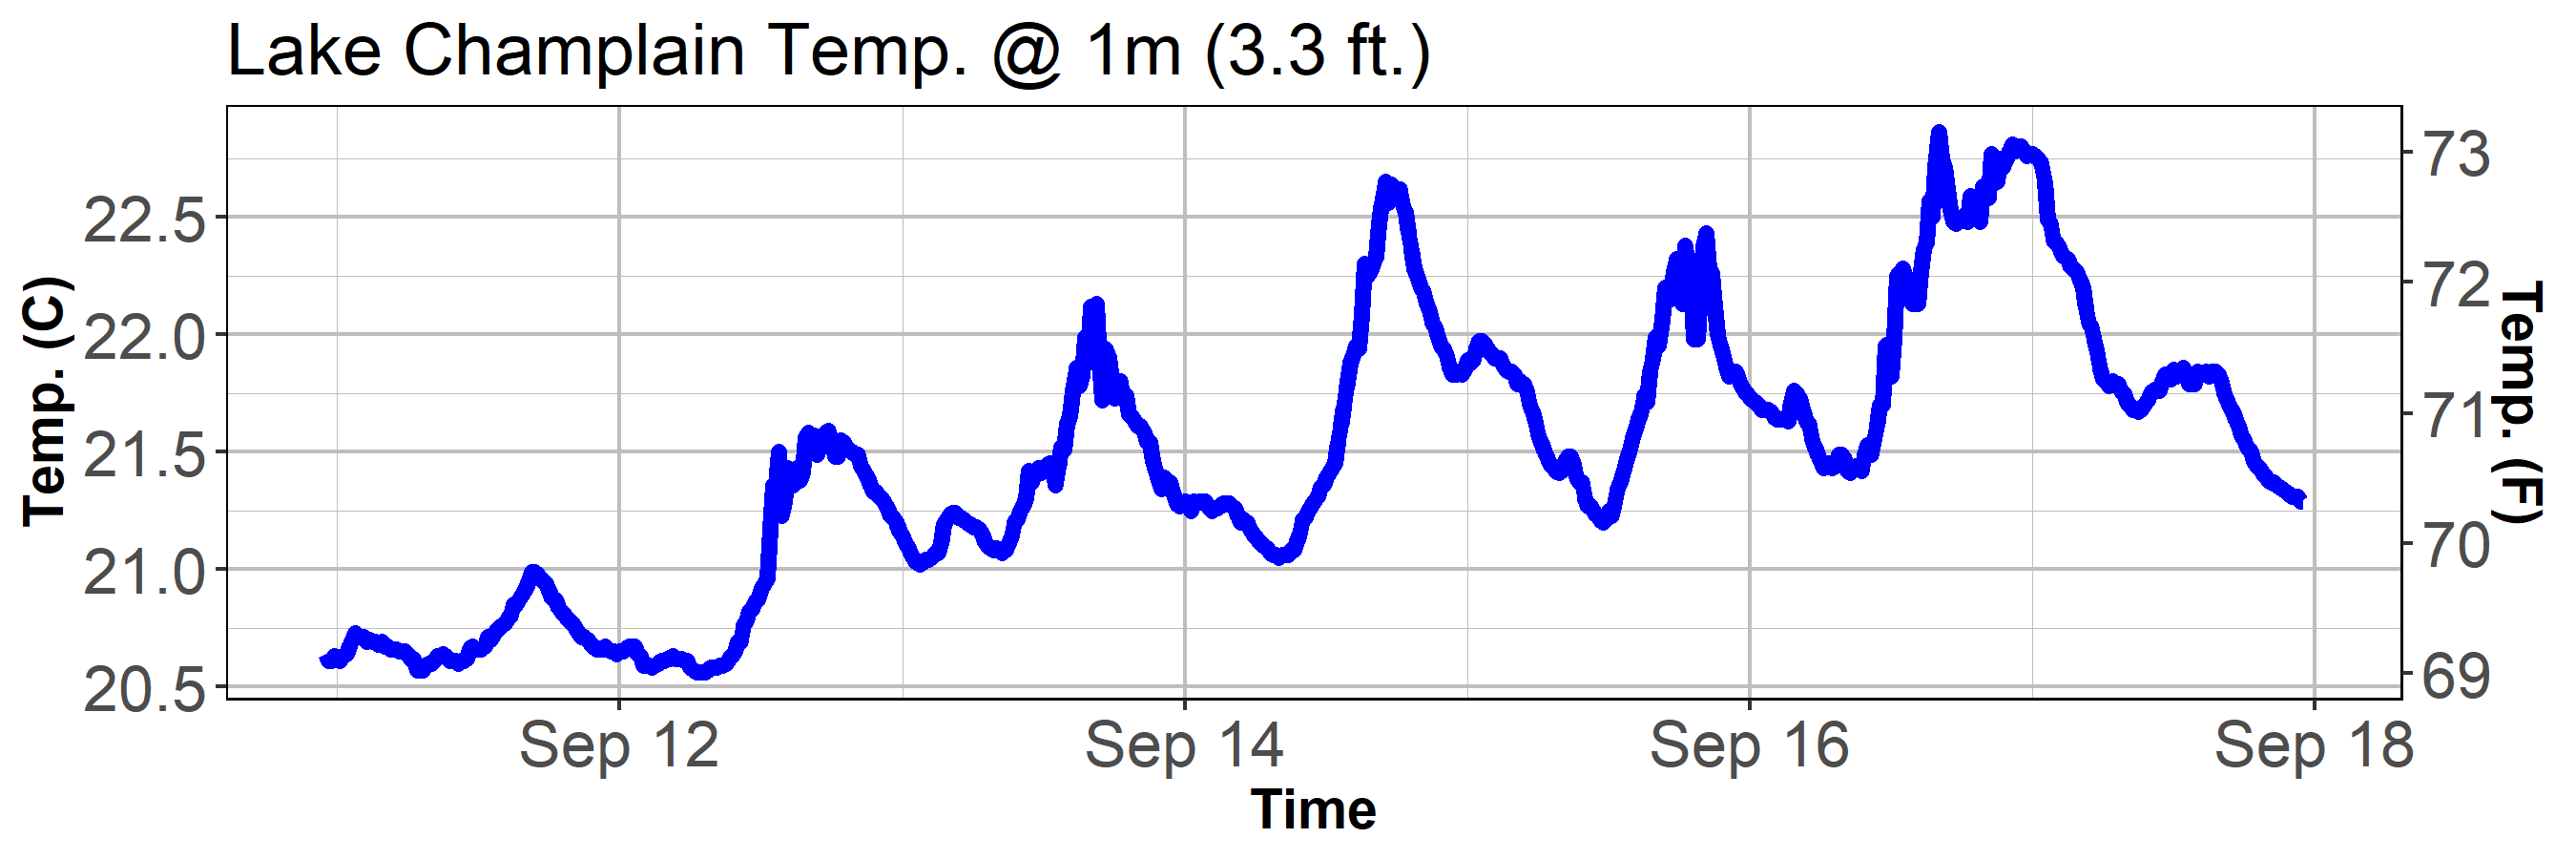 Lake Champlain Temp. @ 1m (3.3 ft.)
Temp. (C)
22.5
22.0
21.5
21.0
20.5
73
72
71
70
69
Temp. (F)
Sep 12 Sep 14 Sep 16 Sep 18
Time